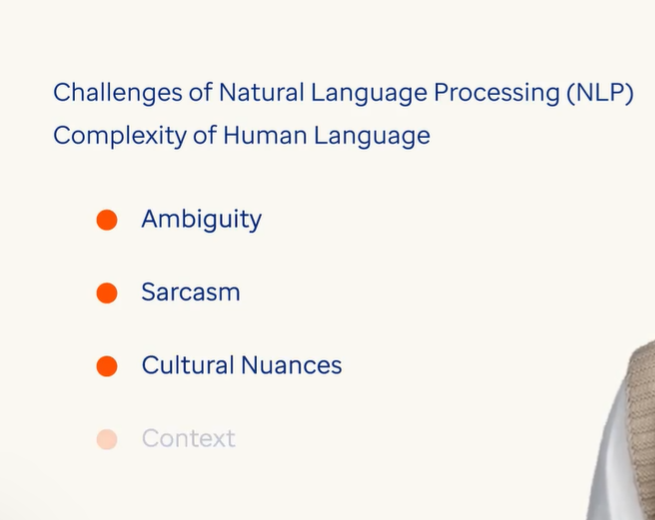 Challenges of Natural Language Processing (NLP)
Complexity of Human Language
Ambiguity
Sarcasm
Cultural Nuances
Context